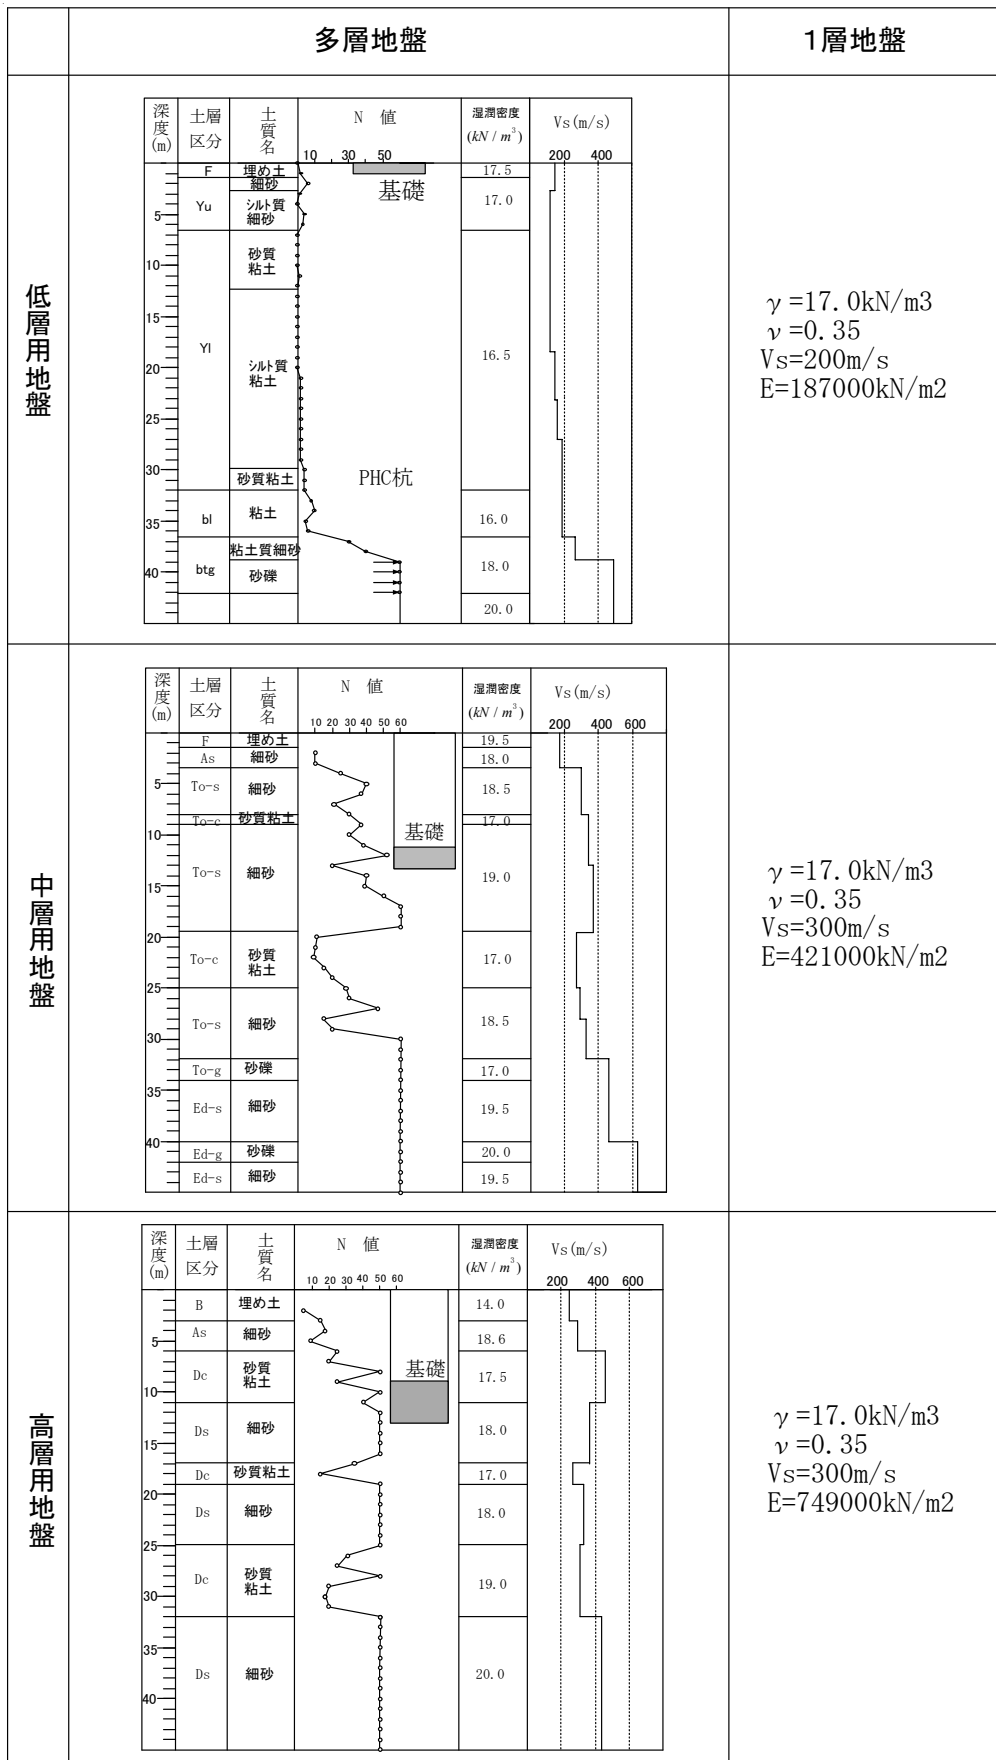 多層地盤
1層地盤
低層用地盤
深度(m)
土層区分
土質名
N 値
湿潤密度
(kN / m³)
Vs(m/s)
10 30 50
200 400
F 埋め土 17.5
細砂
基礎
Yu シルト質 17.0
細砂
5
砂質
粘土
10
15
Yl シルト質 16.5
粘土
20
25
30
砂質粘土
PHC杭
bl 粘土 16.0
35
粘土質細砂
btg 砂礫 18.0
40
20.0
γ=17.0kN/m3
ν=0.35
Vs=200m/s
E=187000kN/m2
中層用地盤
深度(m)
土層区分
土質名
N 値
湿潤密度
(kN / m³)
Vs(m/s)
10 20 30 40 50 60
200 400 600
F 埋め土 19.5
As 細砂 18.0
5
To-s 細砂 18.5
To-c 砂質粘土 17.0
10
基礎
To-s 細砂 19.0
15
20
To-c 砂質 17.0
粘土
25
To-s 細砂 18.5
30
To-g 砂礫 17.0
35
Ed-s 細砂 19.5
40
Ed-g 砂礫 20.0
Ed-s 細砂 19.5
γ=17.0kN/m3
ν=0.35
Vs=300m/s
E=421000kN/m2
高層用地盤
深度(m)
土層区分
土質名
N 値
湿潤密度
(kN / m³)
Vs(m/s)
10 20 30 40 50 60
200 400 600
B 埋め土 14.0
As 細砂 18.6
5
Dc 砂質 17.5
粘土
基礎
10
Ds 細砂 18.0
15
Dc 砂質粘土 17.0
20
Ds 細砂 18.0
25
Dc 砂質 19.0
粘土
30
35
Ds 細砂 20.0
40
γ=17.0kN/m3
ν=0.35
Vs=300m/s
E=749000kN/m2